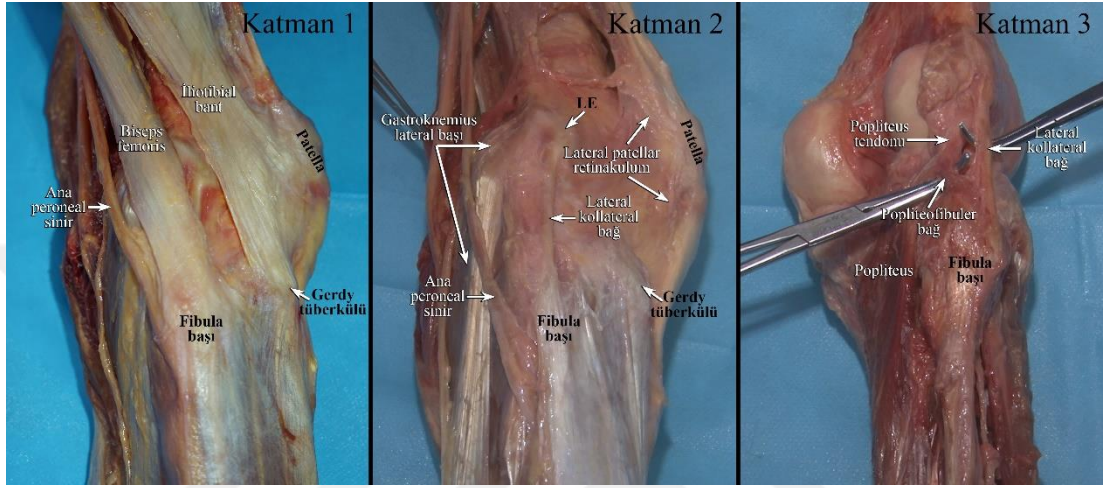 Katman 1
İliotibial
bant
Biseps
femoris
Patella
Ana
peroneal
sinir
Gerdy
tüberkülü
Fibula
başı
Katman 2
LE
Gastroknemius
lateral başı
Patella
Lateral patellar
retinakulum
Lateral
kollateral
bağ
Ana
peroneal
sinir
Gerdy
tüberkülü
Fibula
başı
Katman 3
Popliteus
tendonu
Lateral
kollateral
bağ
Popliteofibuler
bağ
Popliteus
Fibula
başı